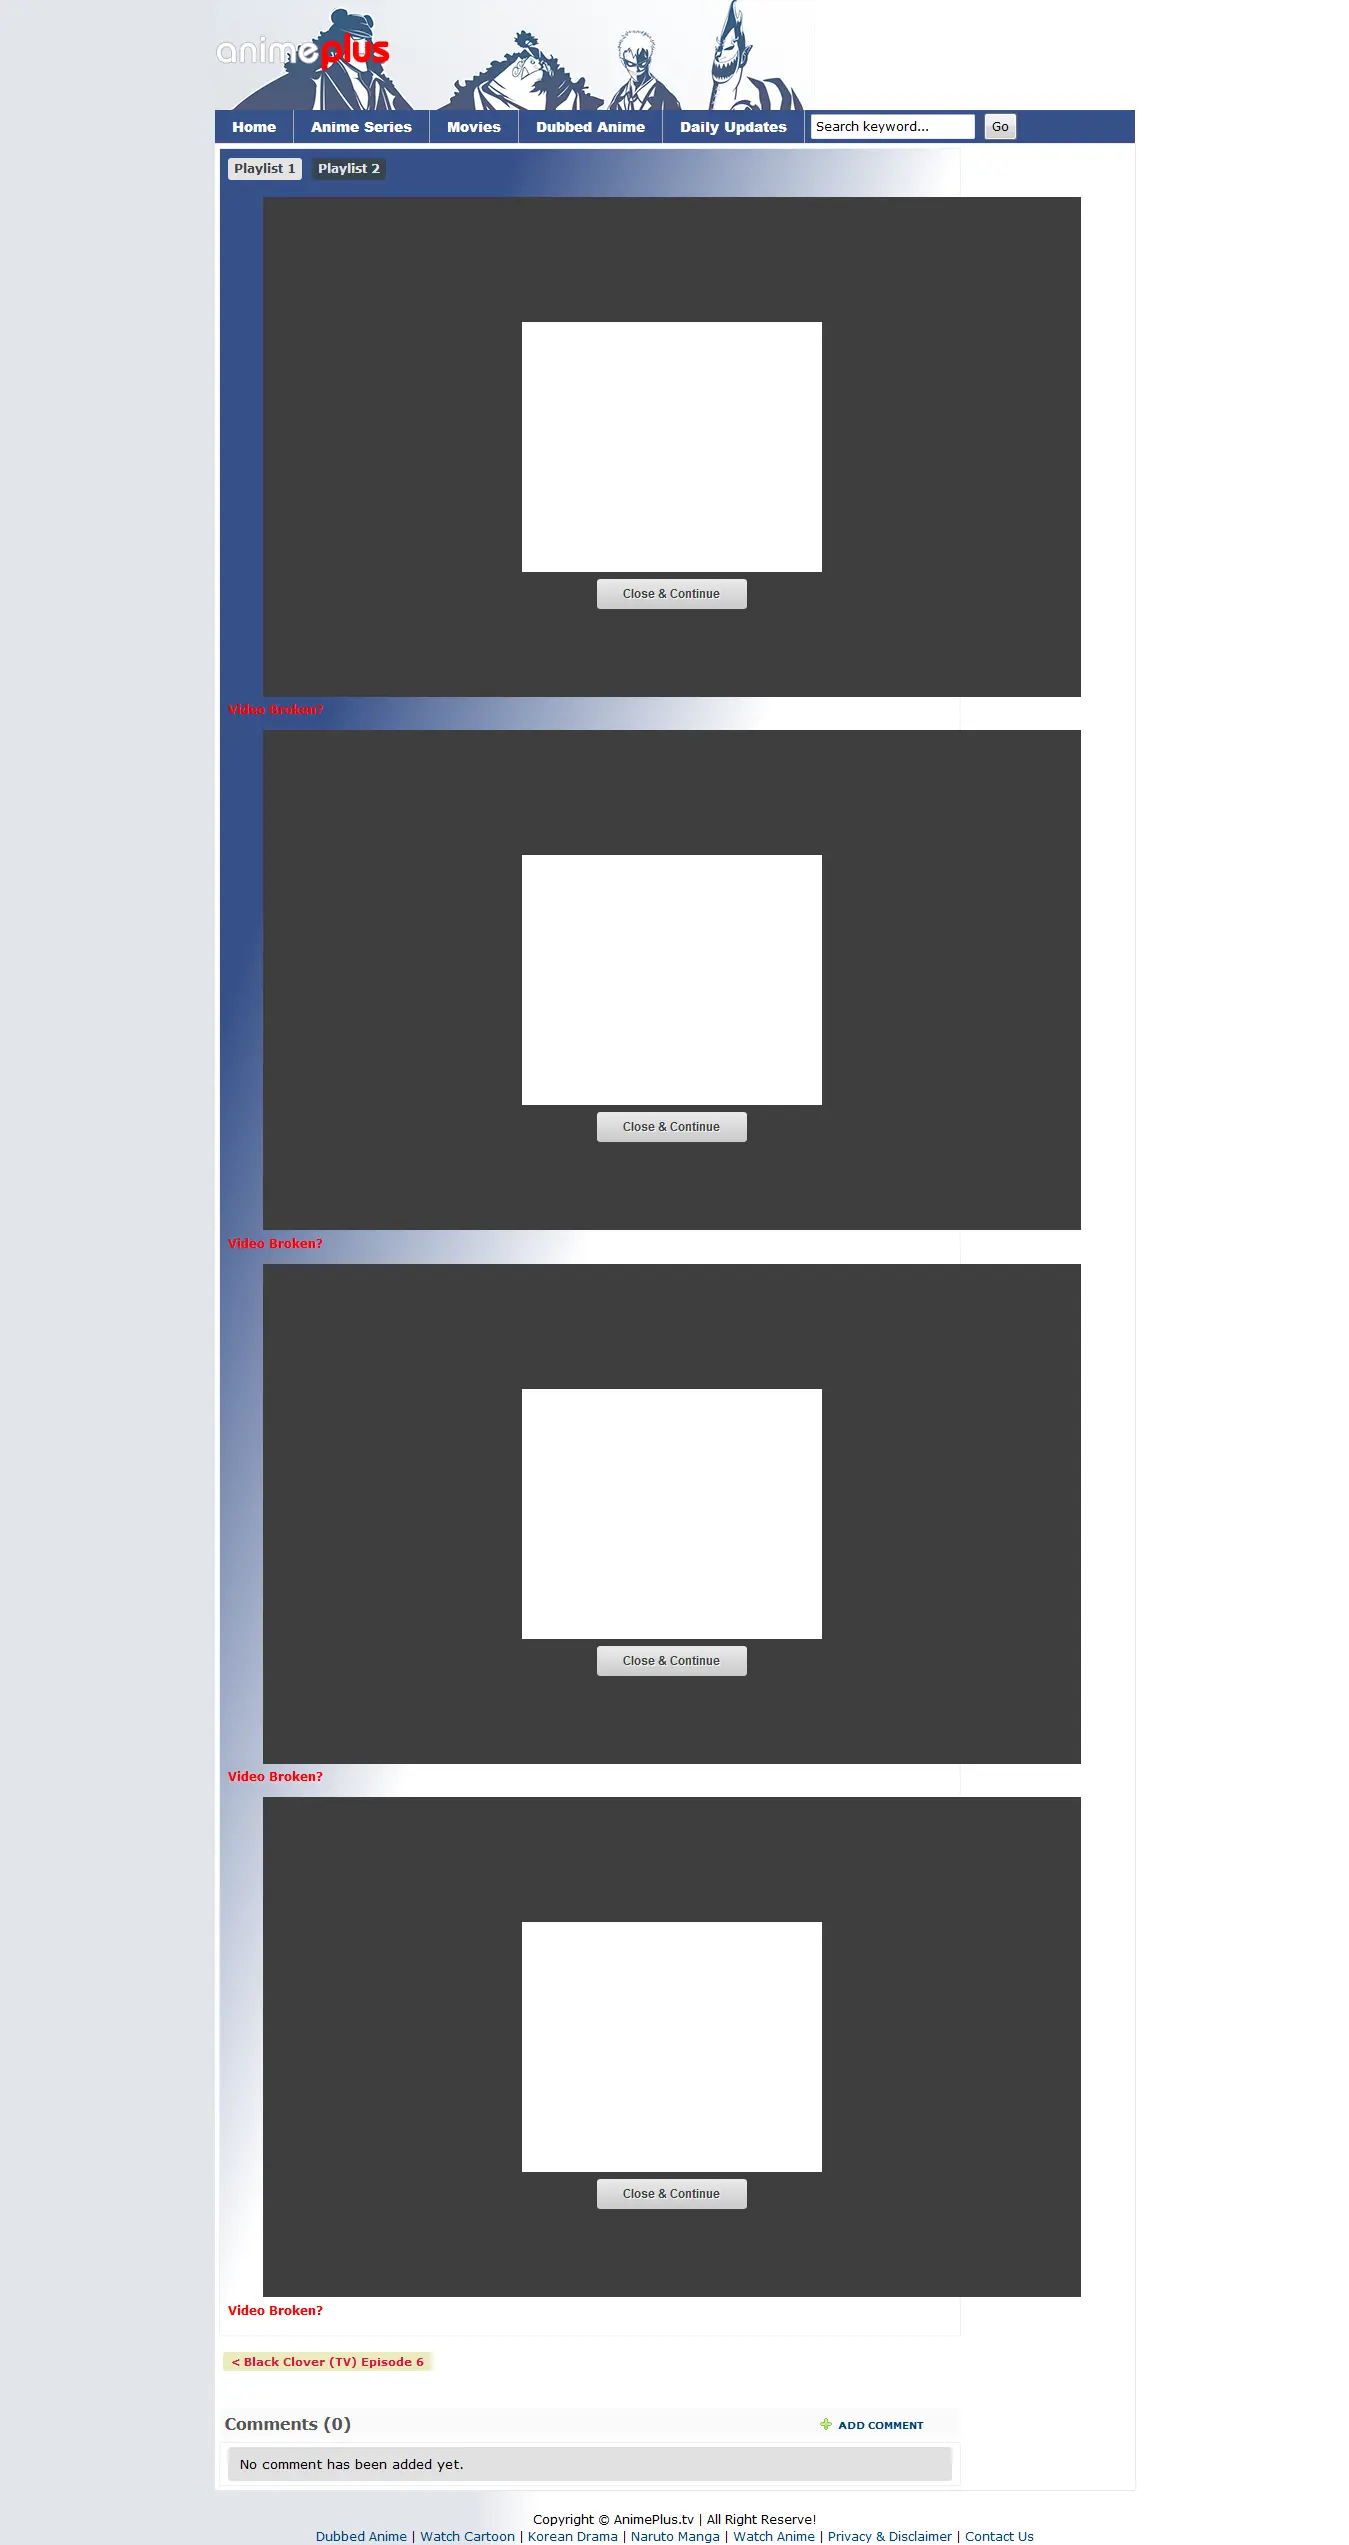 animeplus
Home Anime Series Movies Dubbed Anime Daily Updates Search keyword... Go
Playlist 1 Playlist 2
Close & Continue
Video Broken?
Close & Continue
Video Broken?
Close & Continue
Video Broken?
Close & Continue
Video Broken?
< Black Clover (TV) Episode 6
Comments (0) ADD COMMENT
No comment has been added yet.
Copyright © AnimePlus.tv | All Right Reserve!
Dubbed Anime | Watch Cartoon | Korean Drama | Naruto Manga | Watch Anime | Privacy & Disclaimer | Contact Us